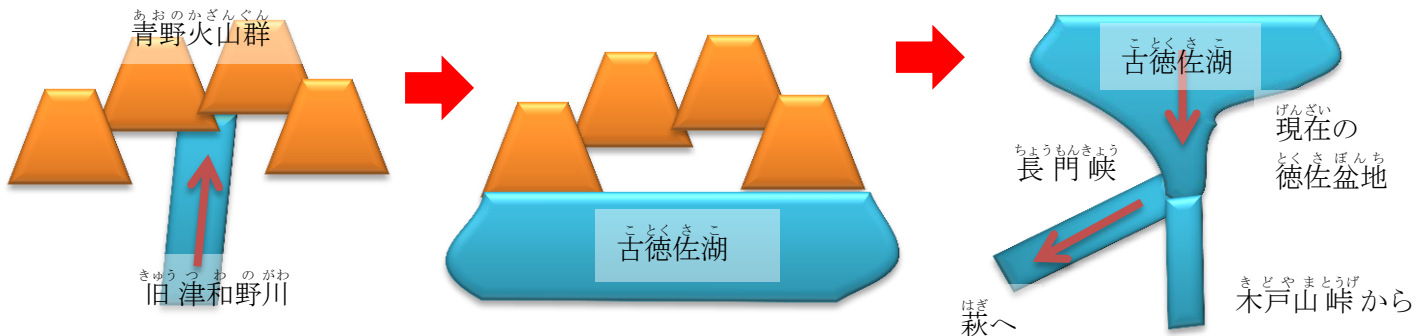 あおのかざんぐん
青野火山群
きゅうつわのがわ
旧津和野川
ことくさこ
古徳佐湖
ことくさこ
古徳佐湖
げんざい
現在の
とくさぼんち
徳佐盆地
ちょうもんきょう
長門峡
はぎ
萩へ
きどやまとうげ
木戸山峠から